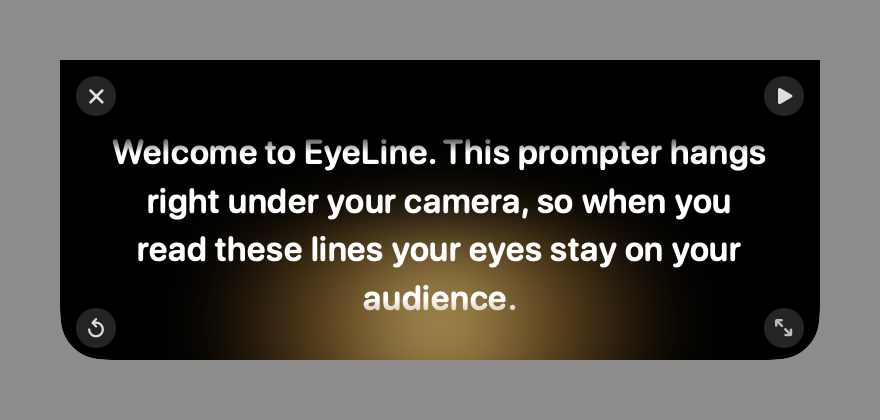 Welcome to EyeLine. This prompter hangs
right under your camera, so when you
read these lines your eyes stay on your
audience.